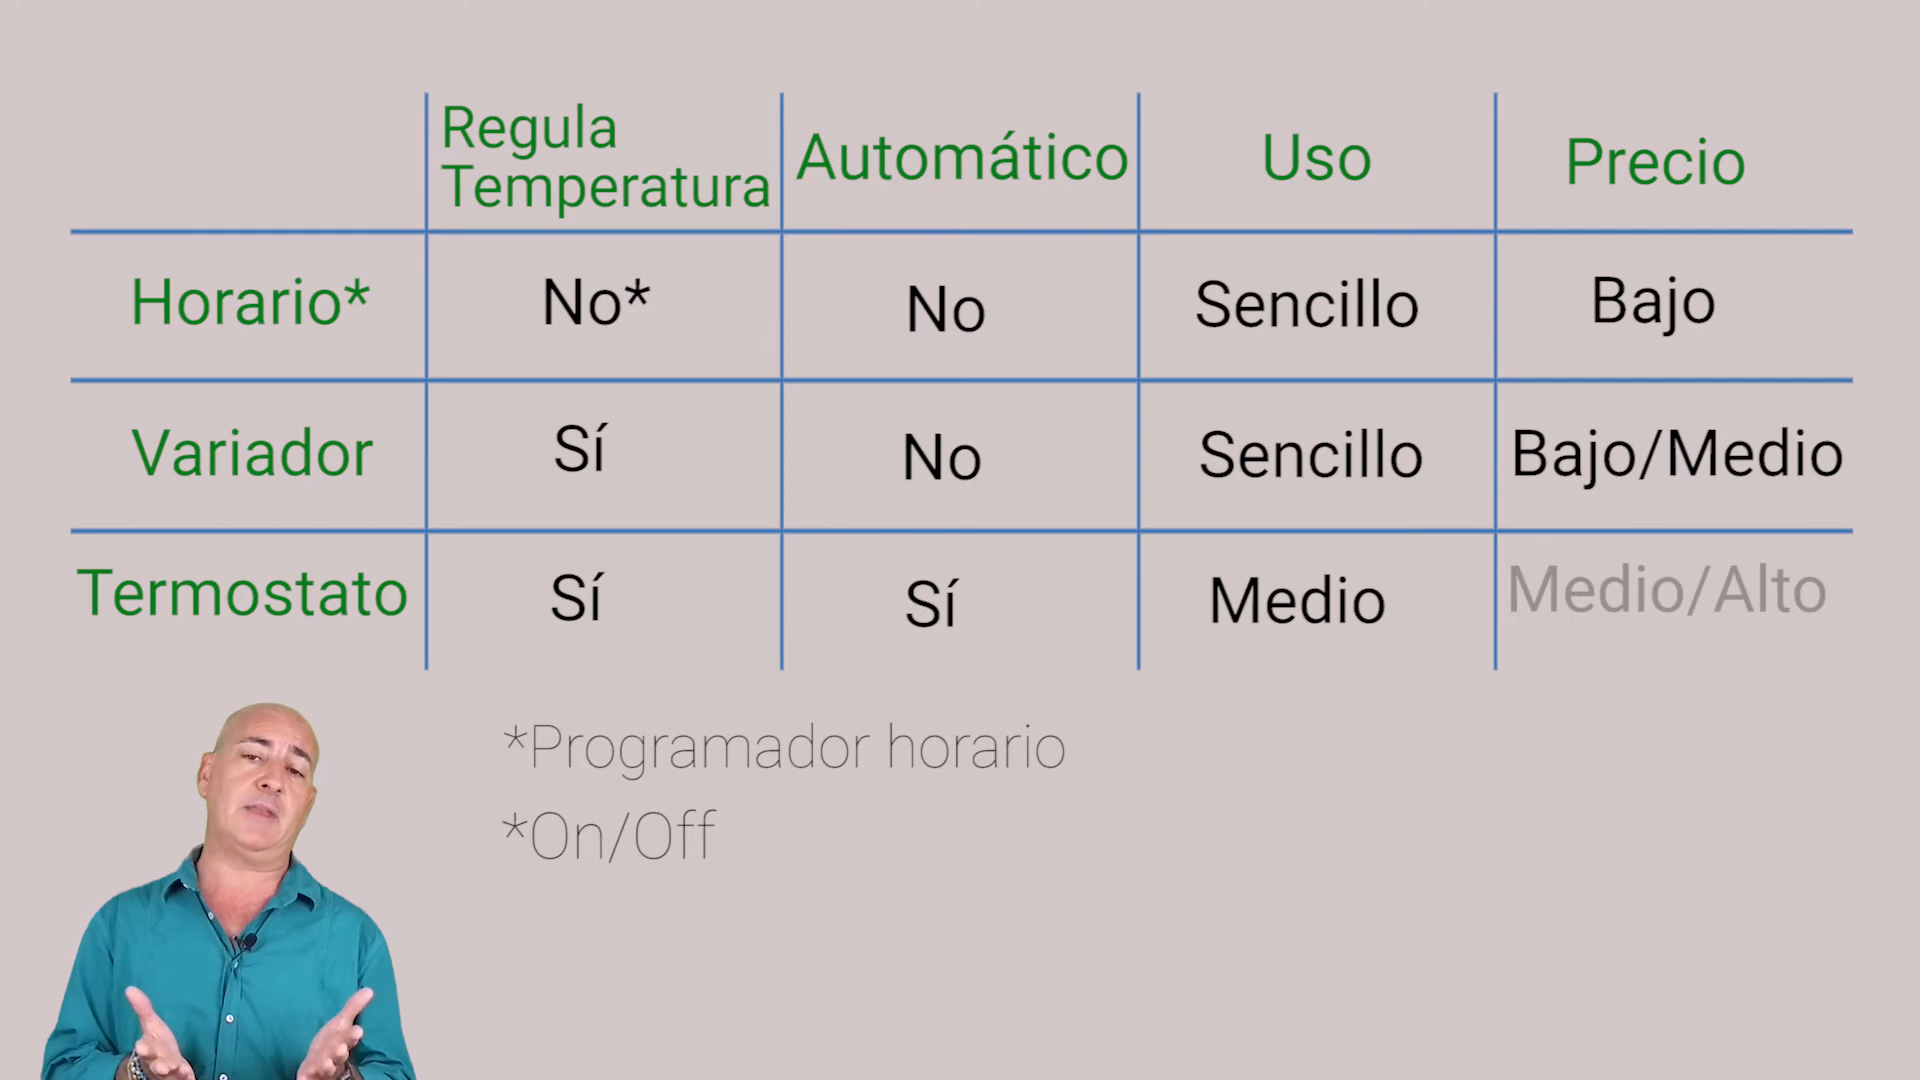 Regula
Temperatura
Automático
Uso
Precio
Horario*
No*
No
Sencillo
Bajo
Variador
Sí
No
Sencillo
Bajo/Medio
Termostato
Sí
Sí
Medio
Medio/Alto
*Programador horario
*On/Off